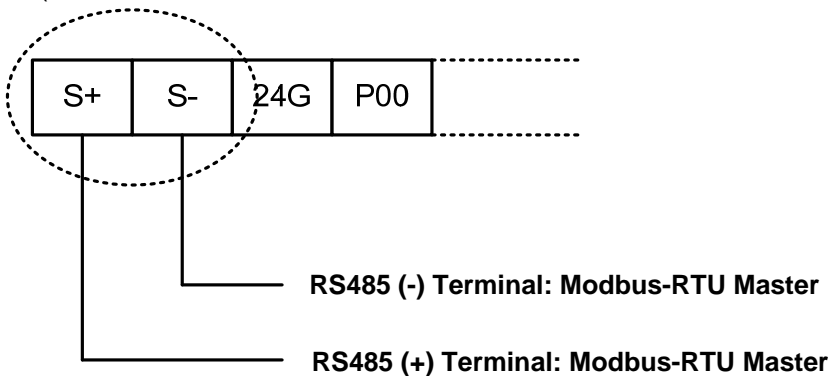 S+ S- 24G P00
RS485 (-) Terminal: Modbus-RTU Master
RS485 (+) Terminal: Modbus-RTU Master